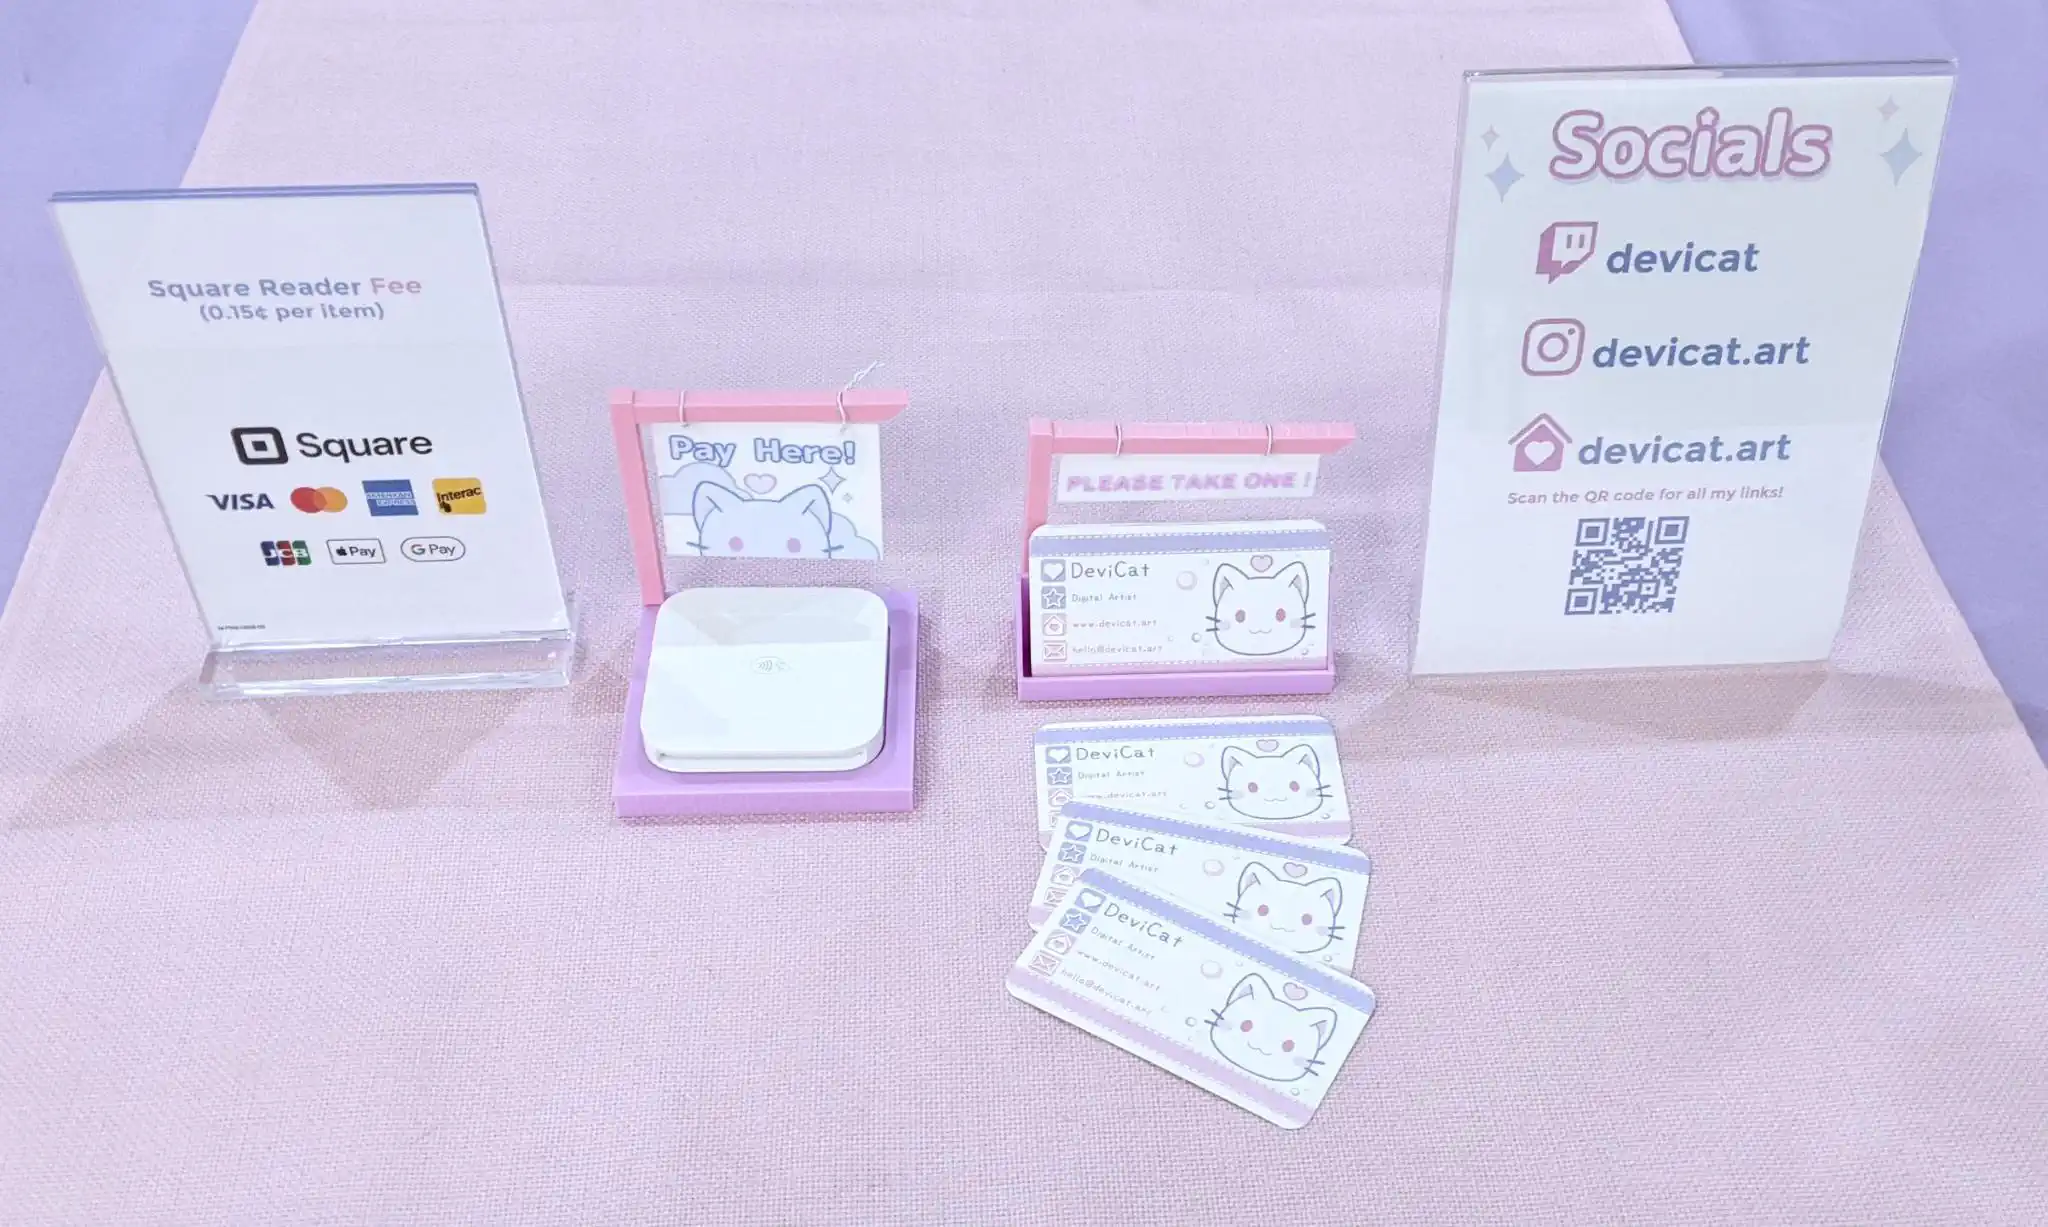 Square Reader Fee
(0.15¢ per item)
Square
VISA
AMERICAN EXPRESS
Interac
JCB
Pay
G Pay
Pay Here!
PLEASE TAKE ONE !
DeviCat
Digital Artist
www.devicat.art
hello@devicat.art
DeviCat
Digital Artist
www.devicat.art
DeviCat
Digital Artist
DeviCat
Digital Artist
www.devicat.art
hello@devicat.art
Socials
devicat
devicat.art
devicat.art
Scan the QR code for all my links!